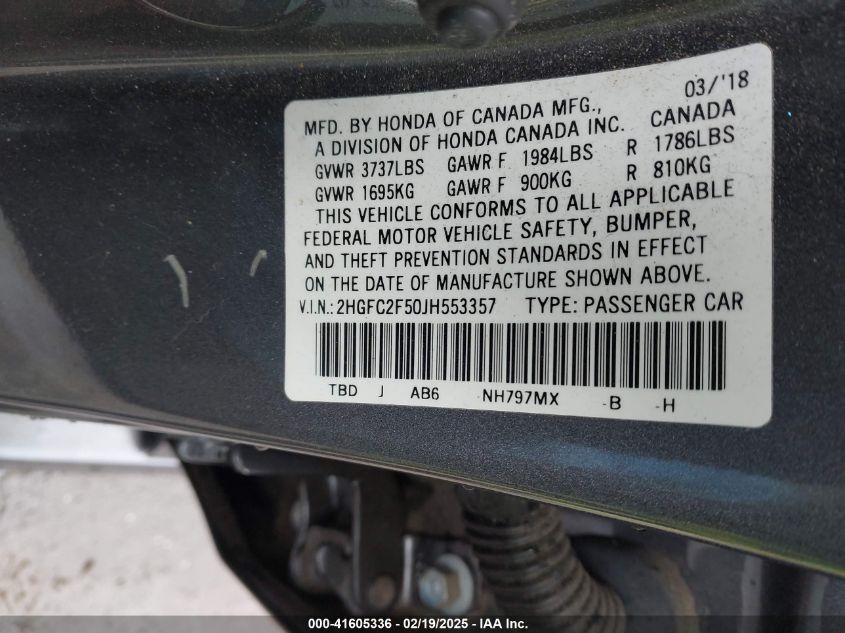 03/'18
MFD. BY HONDA OF CANADA MFG., CANADA
A DIVISION OF HONDA CANADA INC.
GVWR 3737LBS GAWR F 1984LBS R 1786LBS
GVWR 1695KG GAWR F 900KG R 810KG
THIS VEHICLE CONFORMS TO ALL APPLICABLE
FEDERAL MOTOR VEHICLE SAFETY, BUMPER,
AND THEFT PREVENTION STANDARDS IN EFFECT
ON THE DATE OF MANUFACTURE SHOWN ABOVE.
V.I.N.: 2HGFC2F50JH553357 TYPE: PASSENGER CAR
TBD J AB6 NH797MX -B -H
000-41605336 - 02/19/2025 - IAA, Inc.